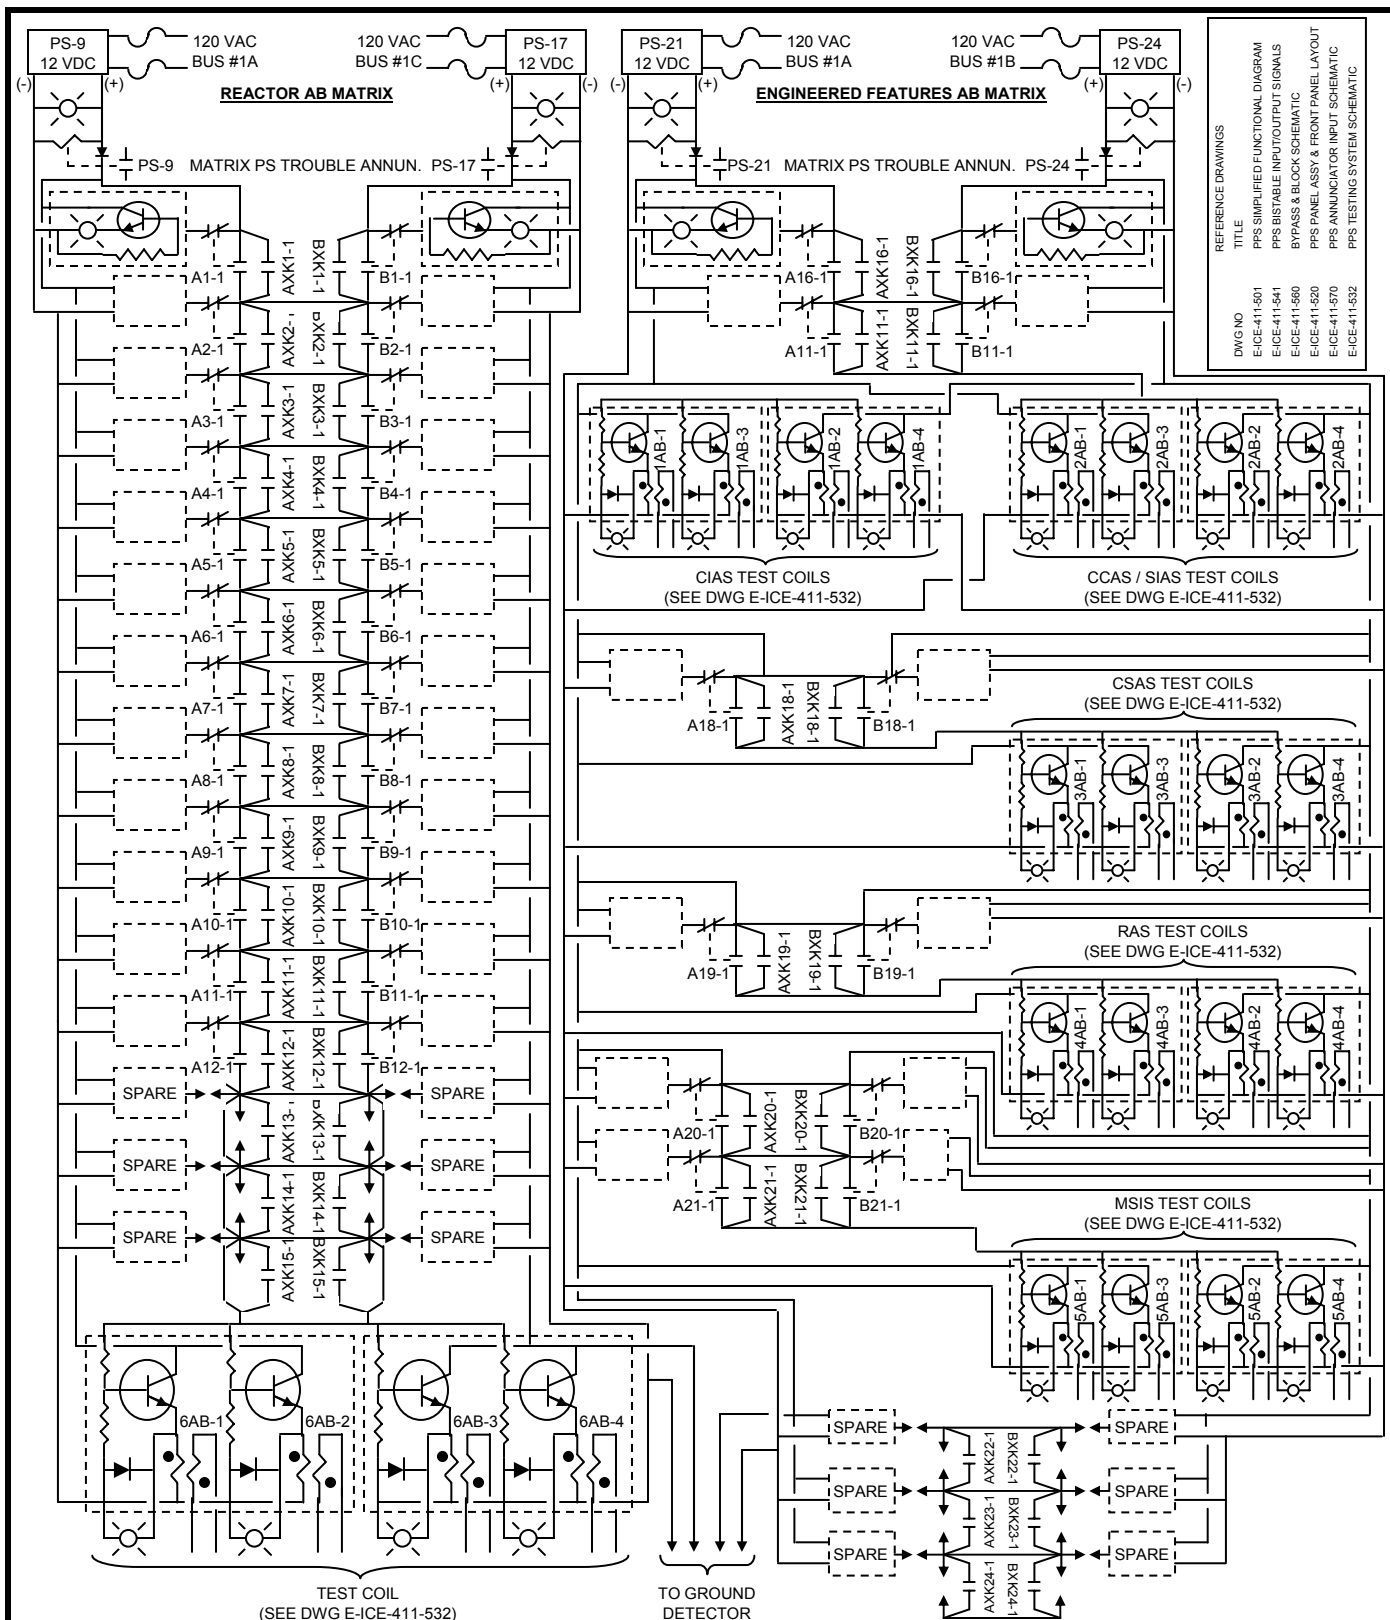 PS-9
12 VDC
120 VAC
BUS #1A
120 VAC
BUS #1C
PS-17
12 VDC
PS-21
12 VDC
120 VAC
BUS #1A
120 VAC
BUS #1B
PS-24
12 VDC
(-)
(+)
(+)
(-)
(-)
(+)
(+)
(-)
REACTOR AB MATRIX
ENGINEERED FEATURES AB MATRIX
PS-9
MATRIX PS TROUBLE ANNUN.
PS-17
PS-21
MATRIX PS TROUBLE ANNUN.
PS-24
REFERENCE DRAWINGS
DWG NO
TITLE
E-ICE-411-501
PPS SIMPLIFIED FUNCTIONAL DIAGRAM
E-ICE-411-541
PPS BISTABLE INPUT/OUTPUT SIGNALS
E-ICE-411-560
BYPASS & BLOCK SCHEMATIC
E-ICE-411-520
PPS PANEL ASSY & FRONT PANEL LAYOUT
E-ICE-411-570
PPS ANNUNCIATOR INPUT SCHEMATIC
E-ICE-411-532
PPS TESTING SYSTEM SCHEMATIC
A1-1
AXK1-1
BXK1-1
B1-1
A2-1
AXK2-1
BXK2-1
B2-1
A3-1
AXK3-1
BXK3-1
B3-1
A4-1
AXK4-1
BXK4-1
B4-1
A5-1
AXK5-1
BXK5-1
B5-1
A6-1
AXK6-1
BXK6-1
B6-1
A7-1
AXK7-1
BXK7-1
B7-1
A8-1
AXK8-1
BXK8-1
B8-1
A9-1
AXK9-1
BXK9-1
B9-1
A10-1
AXK10-1
BXK10-1
B10-1
A11-1
AXK11-1
BXK11-1
B11-1
A12-1
AXK12-1
BXK12-1
B12-1
SPARE
AXK13-1
BXK13-1
SPARE
SPARE
AXK14-1
BXK14-1
SPARE
SPARE
AXK15-1
BXK15-1
SPARE
6AB-1
6AB-2
6AB-3
6AB-4
TEST COIL
(SEE DWG E-ICE-411-532)
TO GROUND
DETECTOR
A16-1
AXK16-1
BXK16-1
B16-1
A11-1
AXK11-1
BXK11-1
B11-1
1AB-1
1AB-3
1AB-2
1AB-4
CIAS TEST COILS
(SEE DWG E-ICE-411-532)
2AB-1
2AB-3
2AB-2
2AB-4
CCAS / SIAS TEST COILS
(SEE DWG E-ICE-411-532)
A18-1
AXK18-1
BXK18-1
B18-1
CSAS TEST COILS
(SEE DWG E-ICE-411-532)
3AB-1
3AB-3
3AB-2
3AB-4
A19-1
AXK19-1
BXK19-1
B19-1
RAS TEST COILS
(SEE DWG E-ICE-411-532)
4AB-1
4AB-3
4AB-2
4AB-4
A20-1
AXK20-1
BXK20-1
B20-1
A21-1
AXK21-1
BXK21-1
B21-1
MSIS TEST COILS
(SEE DWG E-ICE-411-532)
5AB-1
5AB-3
5AB-2
5AB-4
SPARE
AXK22-1
BXK22-1
SPARE
SPARE
AXK23-1
BXK23-1
SPARE
SPARE
AXK24-1
BXK24-1
SPARE